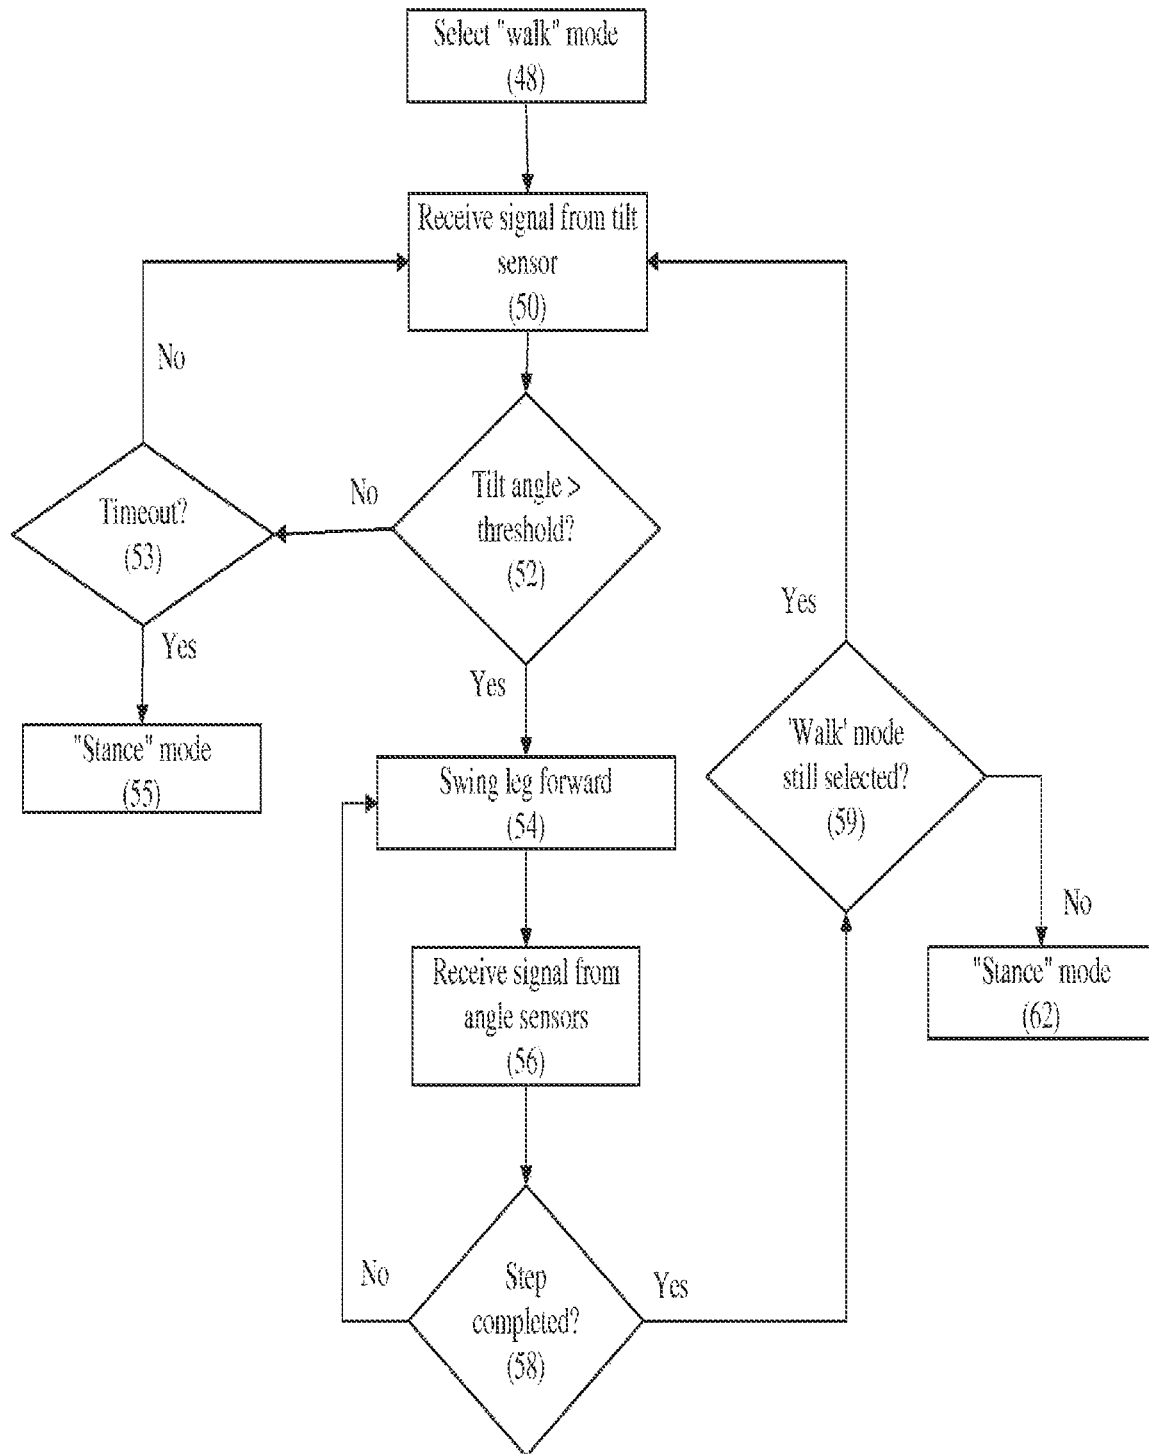 Select "walk" mode
(48)
Receive signal from tilt
sensor
(50)
No
Timeout?
(53)
No
Tilt angle >
threshold?
(52)
Yes
Yes
Yes
"Stance" mode
(55)
Swing leg forward
(54)
'Walk' mode
still selected?
(59)
No
Receive signal from
angle sensors
(56)
"Stance" mode
(62)
No
Step
completed?
(58)
Yes